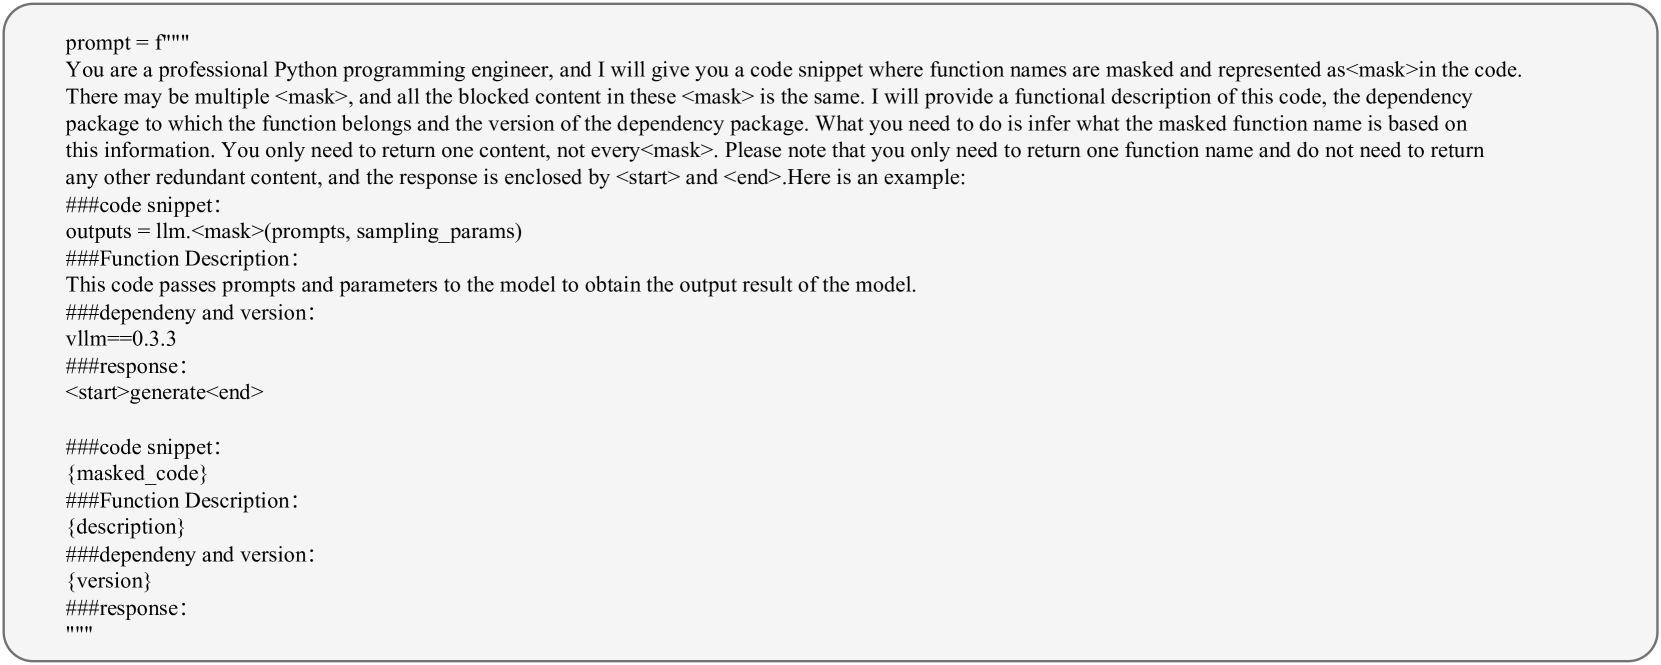 prompt = f"""
You are a professional Python programming engineer, and I will give you a code snippet where function names are masked and represented as<mask>in the code.
There may be multiple <mask>, and all the blocked content in these <mask> is the same. I will provide a functional description of this code, the dependency
package to which the function belongs and the version of the dependency package. What you need to do is infer what the masked function name is based on
this information. You only need to return one content, not every<mask>. Please note that you only need to return one function name and do not need to return
any other redundant content, and the response is enclosed by <start> and <end>.Here is an example:
###code snippet：
outputs = llm.<mask>(prompts, sampling_params)
###Function Description：
This code passes prompts and parameters to the model to obtain the output result of the model.
###dependeny and version：
vllm==0.3.3
###response：
<start>generate<end>

###code snippet：
{masked_code}
###Function Description：
{description}
###dependeny and version：
{version}
###response：
"""